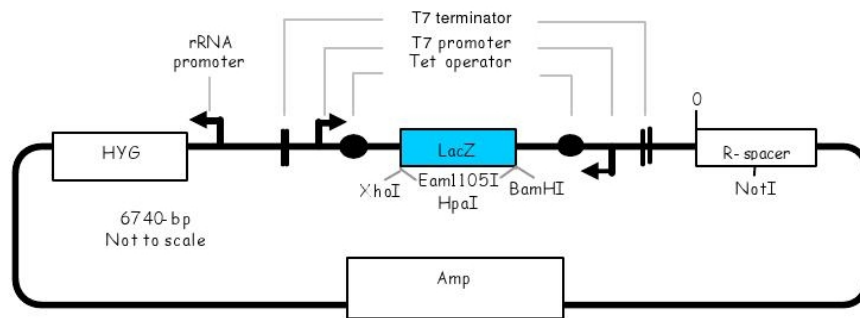 T7 terminator
T7 promoter
Tet operator
rRNA
promoter
0
HYG
LacZ
R-spacer
XhoI
Eam1105I
HpaI
BamHI
NotI
6740-bp
Not to scale
Amp